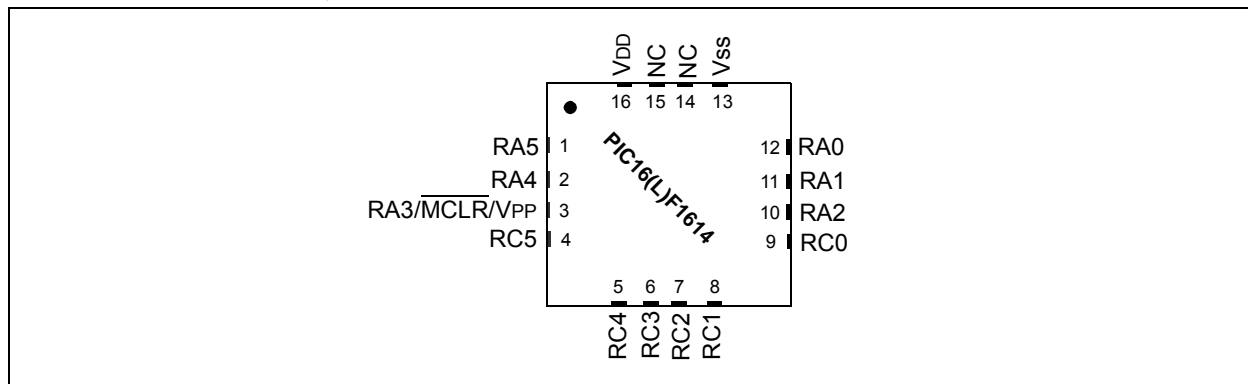 VDD
NC
NC
Vss
16
15
14
13
RA5
1
RA4
2
RA3/MCLR/VPP
3
RC5
4
PIC16(L)F1614
12
RA0
11
RA1
10
RA2
9
RC0
5
6
7
8
RC4
RC3
RC2
RC1